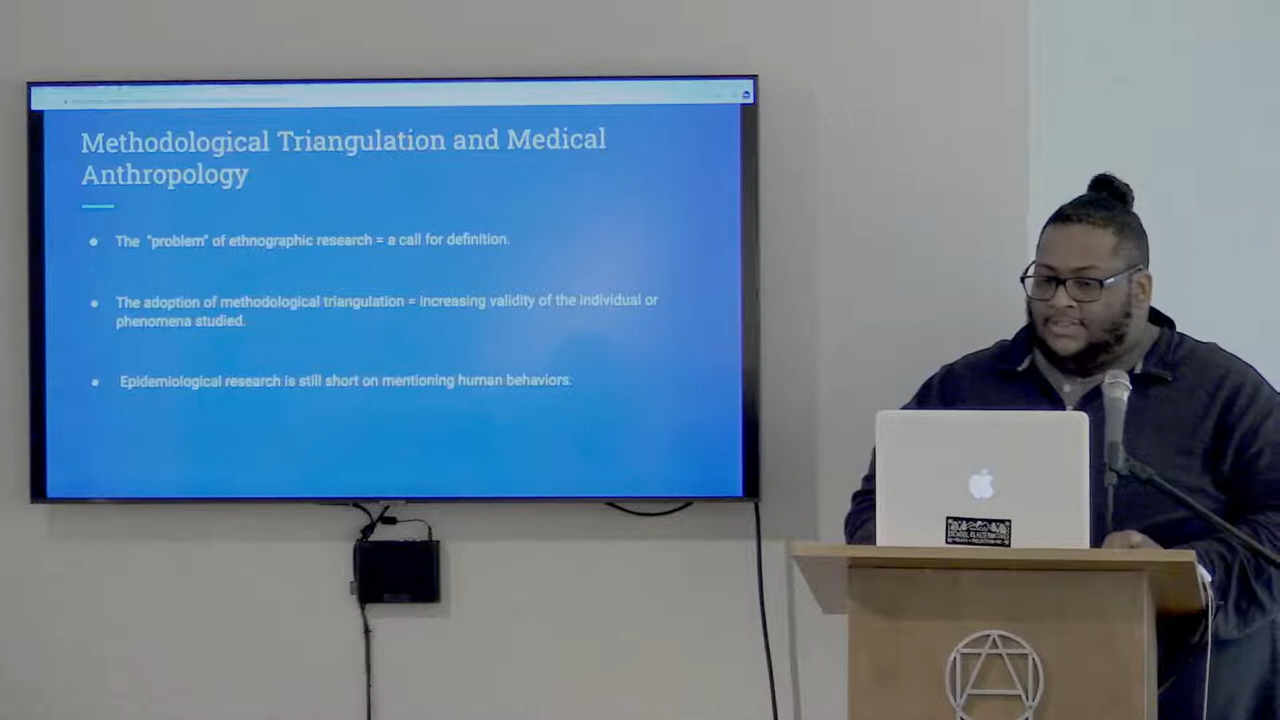 Methodological Triangulation and Medical
Anthropology
● The "problem" of ethnographic research = a call for definition.
● The adoption of methodological triangulation = increasing validity of the individual or
phenomena studied.
● Epidemiological research is still short on mentioning human behaviors.